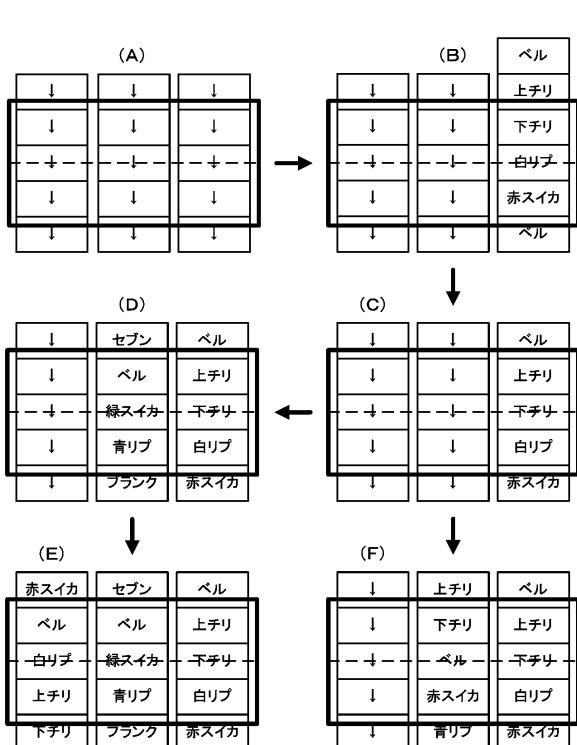 (A)
↓ ↓ ↓
↓ ↓ ↓
↓ ↓ ↓
↓ ↓ ↓
↓ ↓ ↓
(B)
ベル
↓ ↓ 上チリ
↓ ↓ 下チリ
↓ ↓ 白リプ
↓ ↓ 赤スイカ
↓ ↓ ベル
(D)
↓ セブン ベル
↓ ベル 上チリ
↓ 緑スイカ 下チリ
↓ 青リプ 白リプ
↓ ブランク 赤スイカ
(C)
↓ ↓ ベル
↓ ↓ 上チリ
↓ ↓ 下チリ
↓ ↓ 白リプ
↓ ↓ 赤スイカ
(E)
赤スイカ セブン ベル
ベル ベル 上チリ
白リプ 緑スイカ 下チリ
上チリ 青リプ 白リプ
下チリ ブランク 赤スイカ
(F)
↓ 上チリ ベル
↓ 下チリ 上チリ
↓ ベル 下チリ
↓ 赤スイカ 白リプ
↓ 青リプ 赤スイカ